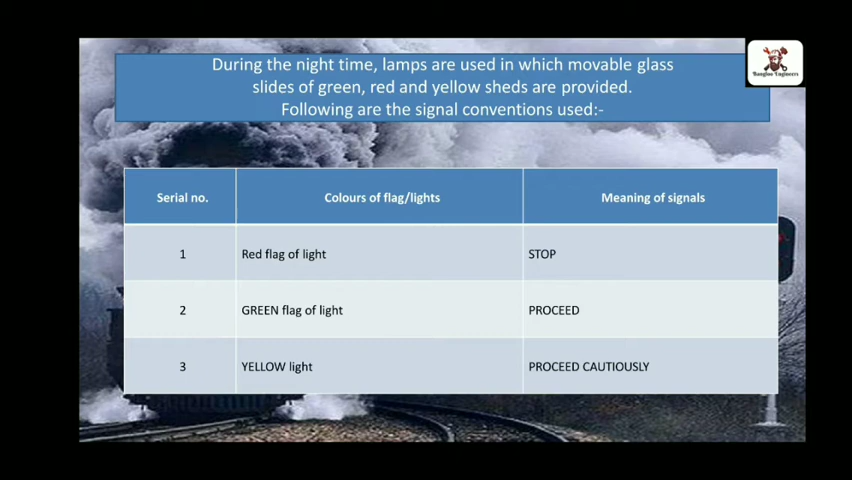 During the night time, lamps are used in which movable glass
slides of green, red and yellow sheds are provided.
Following are the signal conventions used:-
Bangloo Engineers
Serial no. Colours of flag/lights Meaning of signals
1 Red flag of light STOP
2 GREEN flag of light PROCEED
3 YELLOW light PROCEED CAUTIOUSLY